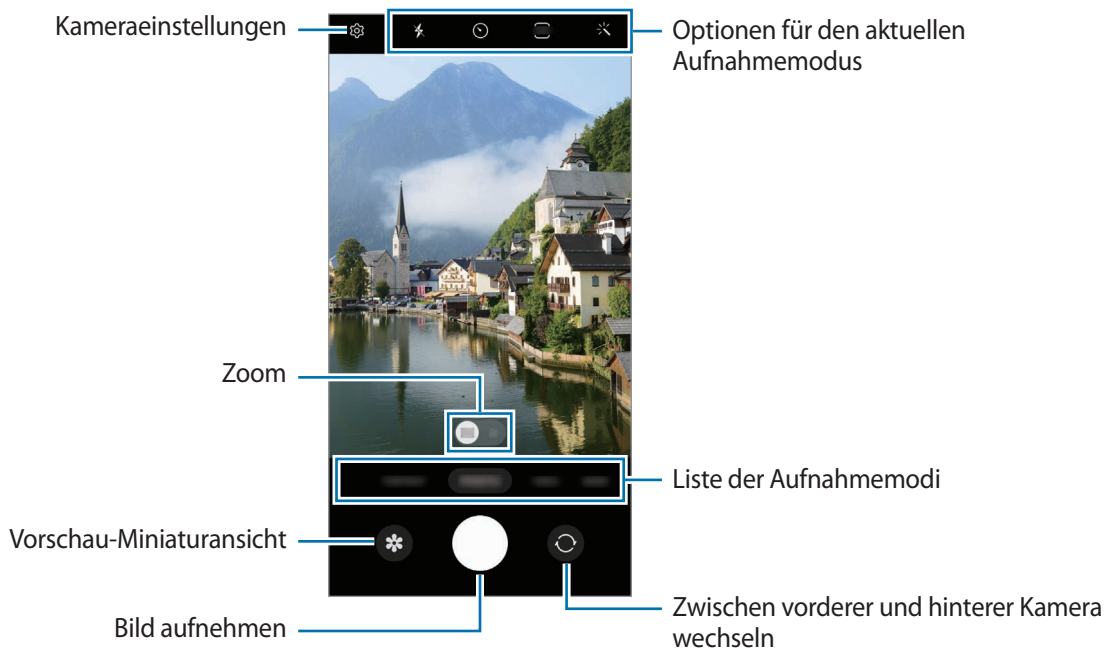 Kameraeinstellungen
Optionen für den aktuellen
Aufnahmemodus
Zoom
Liste der Aufnahmemodi
Vorschau-Miniaturansicht
Bild aufnehmen
Zwischen vorderer und hinterer Kamera
wechseln